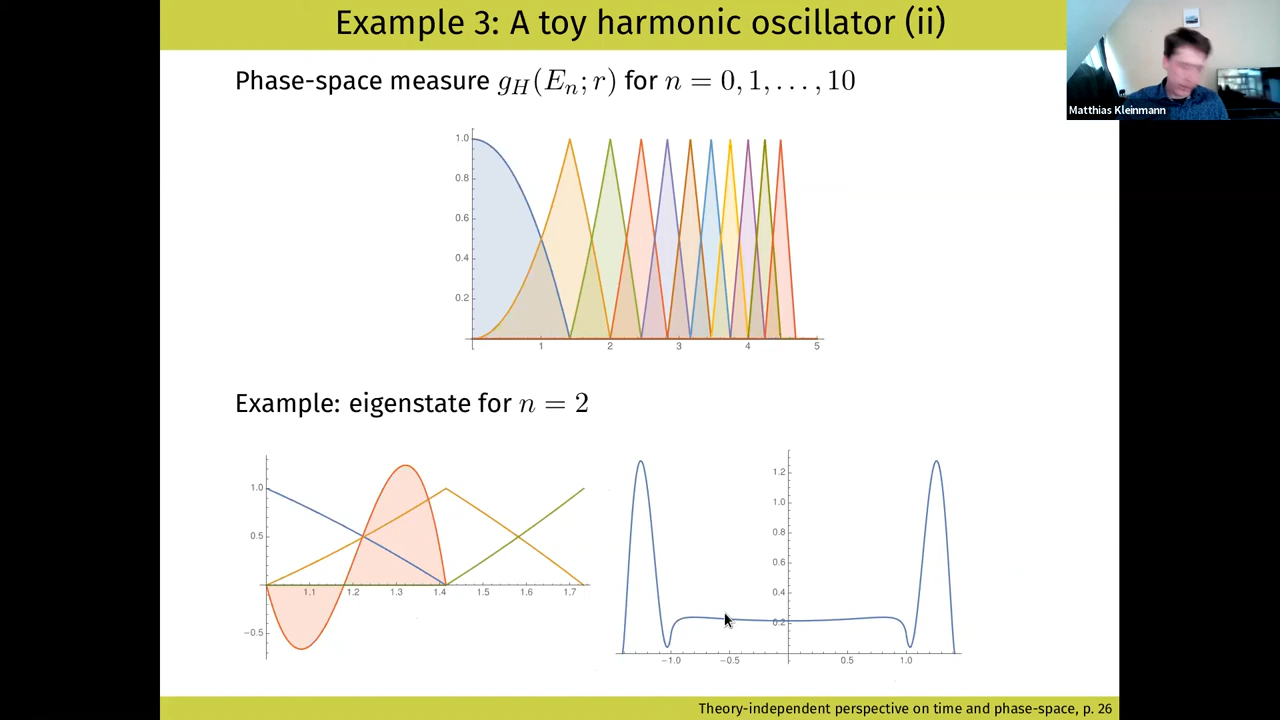 Example 3: A toy harmonic oscillator (ii)
Matthias Kleinmann
Phase-space measure g_H(E_n; r) for n = 0, 1, . . . , 10
1.0
0.8
0.6
0.4
0.2
1 2 3 4 5
Example: eigenstate for n = 2
1.0
0.5
−0.5
1.1 1.2 1.3 1.4 1.5 1.6 1.7
1.2
1.0
0.8
0.6
0.4
0.2
−1.0 −0.5 0.5 1.0
Theory-independent perspective on time and phase-space, p. 26